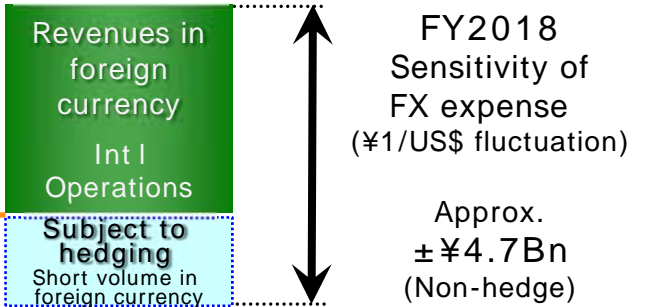 Revenues in
foreign
currency
Int l
Operations
Subject to
hedging
Short volume in
foreign currency
FY2018
Sensitivity of
FX expense
(¥1/US$ fluctuation)
Approx.
±¥4.7Bn
(Non-hedge)